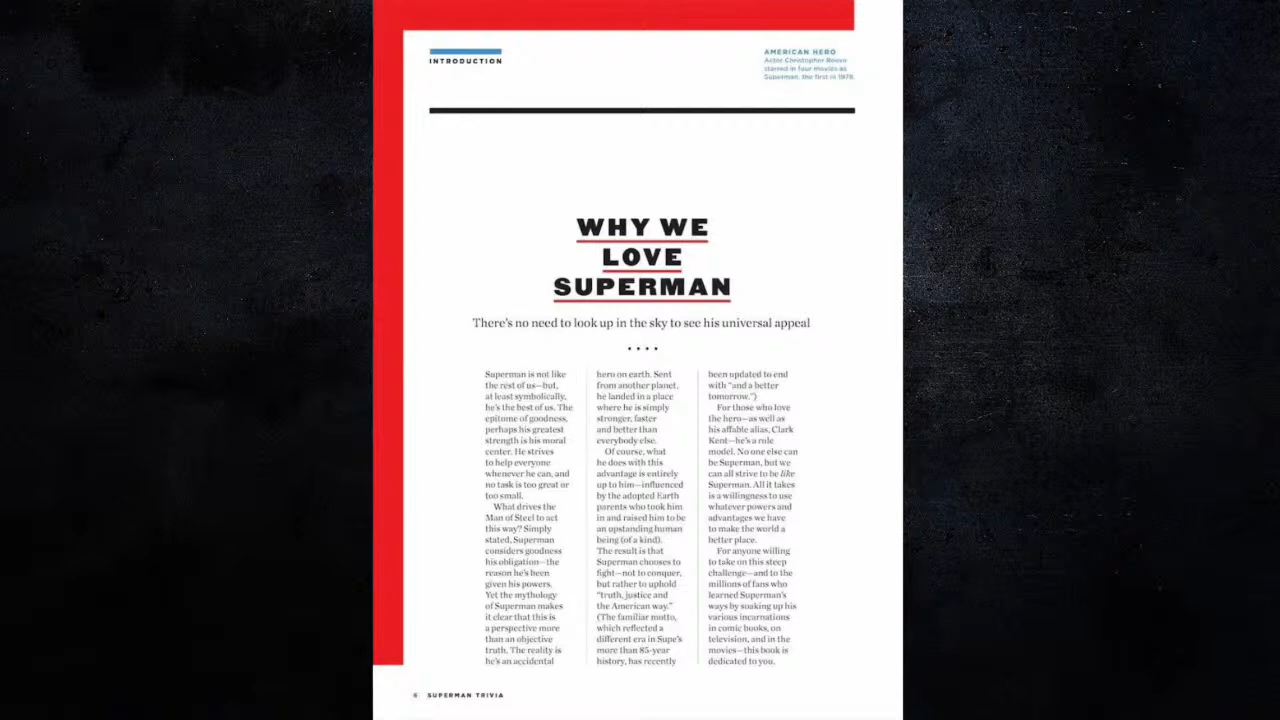 INTRODUCTION
AMERICAN HERO
Actor Christopher Reeve
starred in four movies as
Superman, the first in 1978.
WHY WE
LOVE
SUPERMAN
There's no need to look up in the sky to see his universal appeal
Superman is not like
the rest of us—but,
at least symbolically,
he's the best of us. The
epitome of goodness,
perhaps his greatest
strength is his moral
center. He strives
to help everyone
whenever he can, and
no task is too great or
too small.
What drives the
Man of Steel to act
this way? Simply
stated, Superman
considers goodness
his obligation—the
reason he's been
given his powers.
Yet the mythology
of Superman makes
it clear that this is
a perspective more
than an objective
truth. The reality is
he's an accidental
hero on earth. Sent
from another planet,
he landed in a place
where he is simply
stronger, faster
and better than
everybody else.
Of course, what
he does with this
advantage is entirely
up to him—influenced
by the adopted Earth
parents who took him
in and raised him to be
an upstanding human
being (of a kind).
The result is that
Superman chooses to
fight—not to conquer,
but rather to uphold
"truth, justice and
the American way."
(The familiar motto,
which reflected a
different era in Supe's
more than 85-year
history, has recently
been updated to end
with "and a better
tomorrow.")
For those who love
the hero—as well as
his affable alias, Clark
Kent—he's a role
model. No one else can
be Superman, but we
can all strive to be like
Superman. All it takes
is a willingness to use
whatever powers and
advantages we have
to make the world a
better place.
For anyone willing
to take on this steep
challenge—and to the
millions of fans who
learned Superman's
ways by soaking up his
various incarnations
in comic books, on
television, and in the
movies—this book is
dedicated to you.
6 SUPERMAN TRIVIA